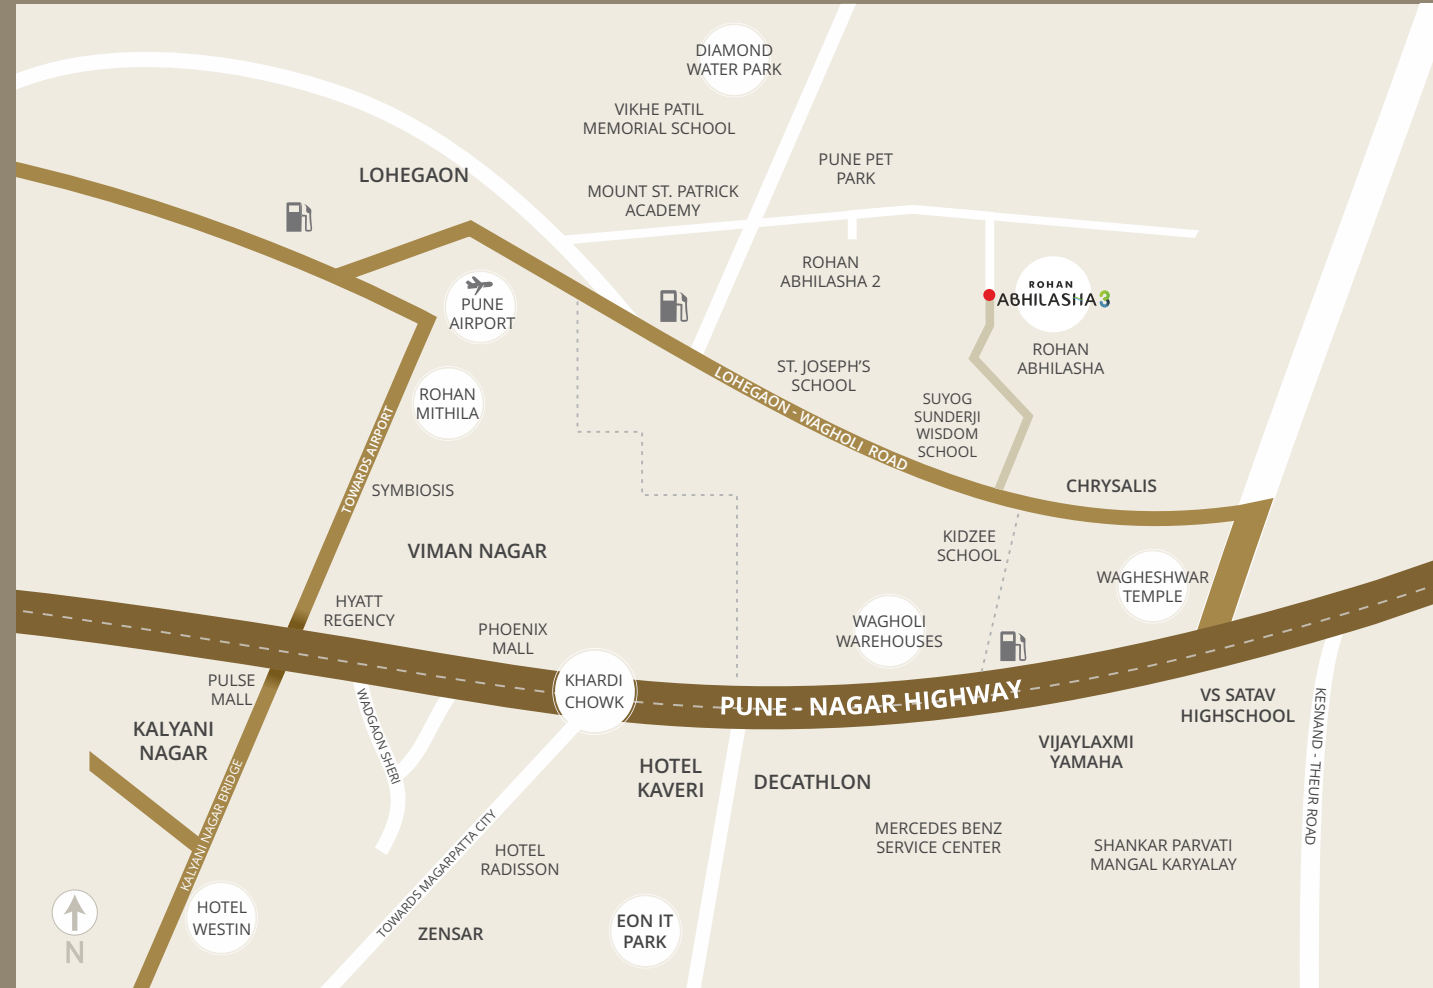 DIAMOND
WATER PARK
VIKHE PATIL
MEMORIAL SCHOOL
PUNE PET
PARK
LOHEGAON
MOUNT ST. PATRICK
ACADEMY
ROHAN
ABHILASHA 2
ROHAN
ABHILASHA 3
PUNE
AIRPORT
ROHAN
ABHILASHA
ST. JOSEPH'S
SCHOOL
ROHAN
MITHILA
LOHEGAON - WAGHOLI ROAD
SUYOG
SUNDERJI
WISDOM
SCHOOL
TOWARDS AIRPORT
SYMBIOSIS
CHRYSALIS
VIMAN NAGAR
KIDZEE
SCHOOL
WAGHESHWAR
TEMPLE
HYATT
REGENCY
PHOENIX
MALL
WAGHOLI
WAREHOUSES
KHARDI
CHOWK
PULSE
MALL
PUNE - NAGAR HIGHWAY
VS SATAV
HIGHSCHOOL
WADGAON SHERI
KALYANI
NAGAR
VIJAYLAXMI
YAMAHA
KESNAND - THEUR ROAD
HOTEL
KAVERI
DECATHLON
KALYANI NAGAR BRIDGE
MERCEDES BENZ
SERVICE CENTER
SHANKAR PARVATI
MANGAL KARYALAY
TOWARDS MAGARPATTA CITY
HOTEL
RADISSON
HOTEL
WESTIN
ZENSAR
EON IT
PARK
N